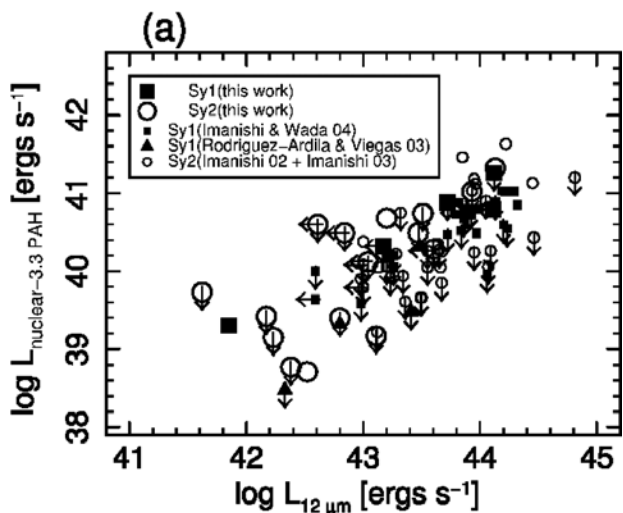 (a)
42
41
40
39
38
log L nuclear−3.3 PAH [ergs s−1]
Sy1(this work)
Sy2(this work)
Sy1(Imanishi & Wada 04)
Sy1(Rodriguez−Ardila & Viegas 03)
Sy2(Imanishi 02 + Imanishi 03)
41 42 43 44 45
log L 12 μm [ergs s−1]